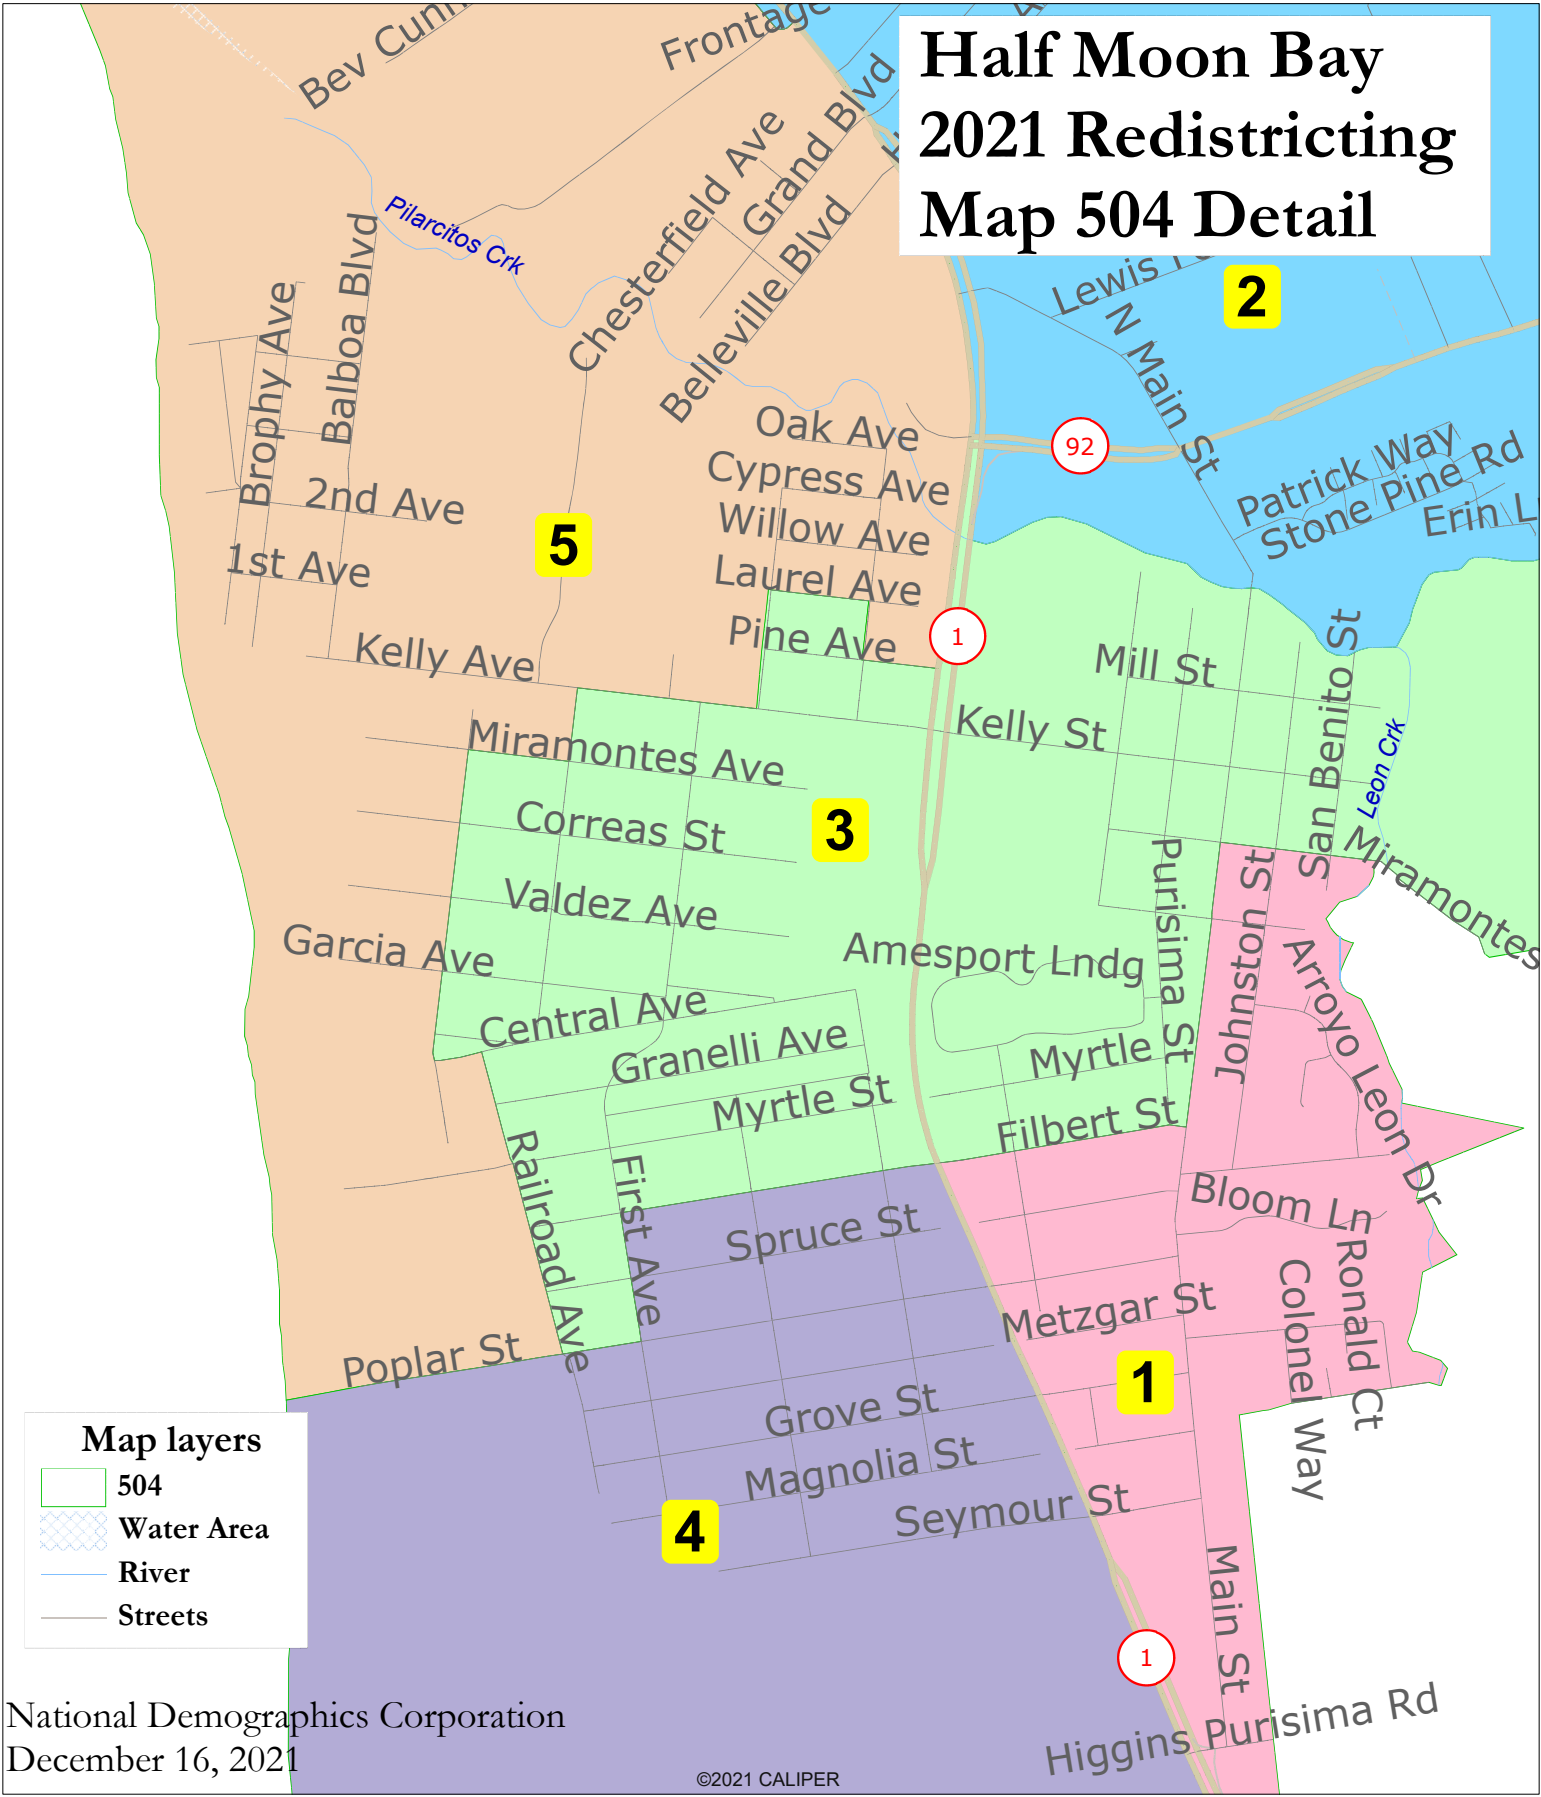 Half Moon Bay
2021 Redistricting
Map 504 Detail
Frontage
Pilarcitos Crk
Chesterfield Ave
Grand Blvd
Belleville Blvd
Balboa Blvd
Brophy Ave
2nd Ave
1st Ave
Kelly Ave
Oak Ave
Cypress Ave
Willow Ave
Laurel Ave
Pine Ave
5
2
Lewis
N Main St
92
Patrick Way
Stone Pine Rd
Erin L
1
Mill St
Kelly St
San Benito St
Leon Crk
Miramontes
Miramontes Ave
Correas St
3
Valdez Ave
Garcia Ave
Central Ave
Granelli Ave
Myrtle St
Amesport Lndg
Purisima St
Johnston St
Myrtle
Filbert St
Arroyo Leon Dr
Bloom Ln
Railroad Ave
First Ave
Spruce St
Metzgar St
Colonel Way
Ronald Ct
1
Poplar St
Grove St
Magnolia St
Seymour St
4
Main St
1
Higgins Purisima Rd
Map layers
504
Water Area
River
Streets
National Demographics Corporation
December 16, 2021
©2021 CALIPER